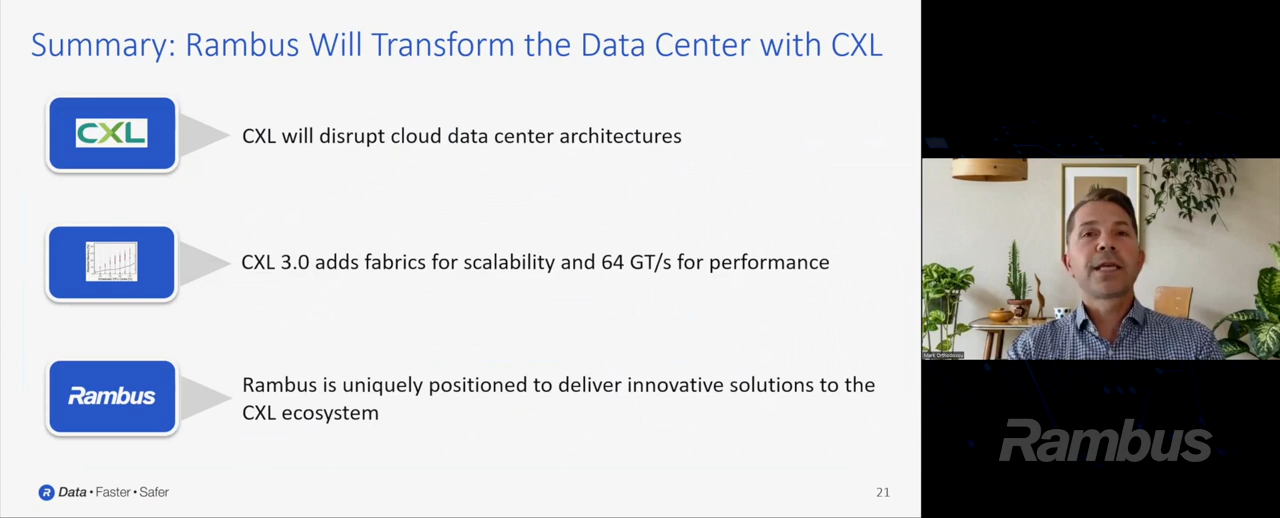 Summary: Rambus Will Transform the Data Center with CXL
CXL
CXL will disrupt cloud data center architectures
CXL 3.0 adds fabrics for scalability and 64 GT/s for performance
Rambus
Rambus is uniquely positioned to deliver innovative solutions to the
CXL ecosystem
R Data • Faster • Safer
21
Mark Orthodoxou
Rambus